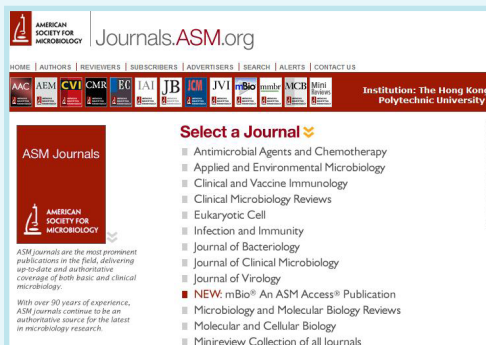 AMERICAN
SOCIETY FOR
MICROBIOLOGY
Journals.ASM.org
HOME | AUTHORS | REVIEWERS | SUBSCRIBERS | ADVERTISERS | SEARCH | ALERTS | CONTACT US
AAC AEM CVI CMR EC IAI JB JCM JVI mBio mmbr MCB Mini Reviews
Institution: The Hong Kong
Polytechnic University
Select a Journal
Antimicrobial Agents and Chemotherapy
Applied and Environmental Microbiology
Clinical and Vaccine Immunology
Clinical Microbiology Reviews
Eukaryotic Cell
Infection and Immunity
Journal of Bacteriology
Journal of Clinical Microbiology
Journal of Virology
NEW: mBio® An ASM Access® Publication
Microbiology and Molecular Biology Reviews
Molecular and Cellular Biology
Minireview Collection of all Journals
ASM Journals
AMERICAN
SOCIETY FOR
MICROBIOLOGY
ASM journals are the most prominent
publications in the field, delivering
up-to-date and authoritative
coverage of both basic and clinical
microbiology.
With over 90 years of experience,
ASM journals continue to be an
authoritative source for the latest
in microbiology research.